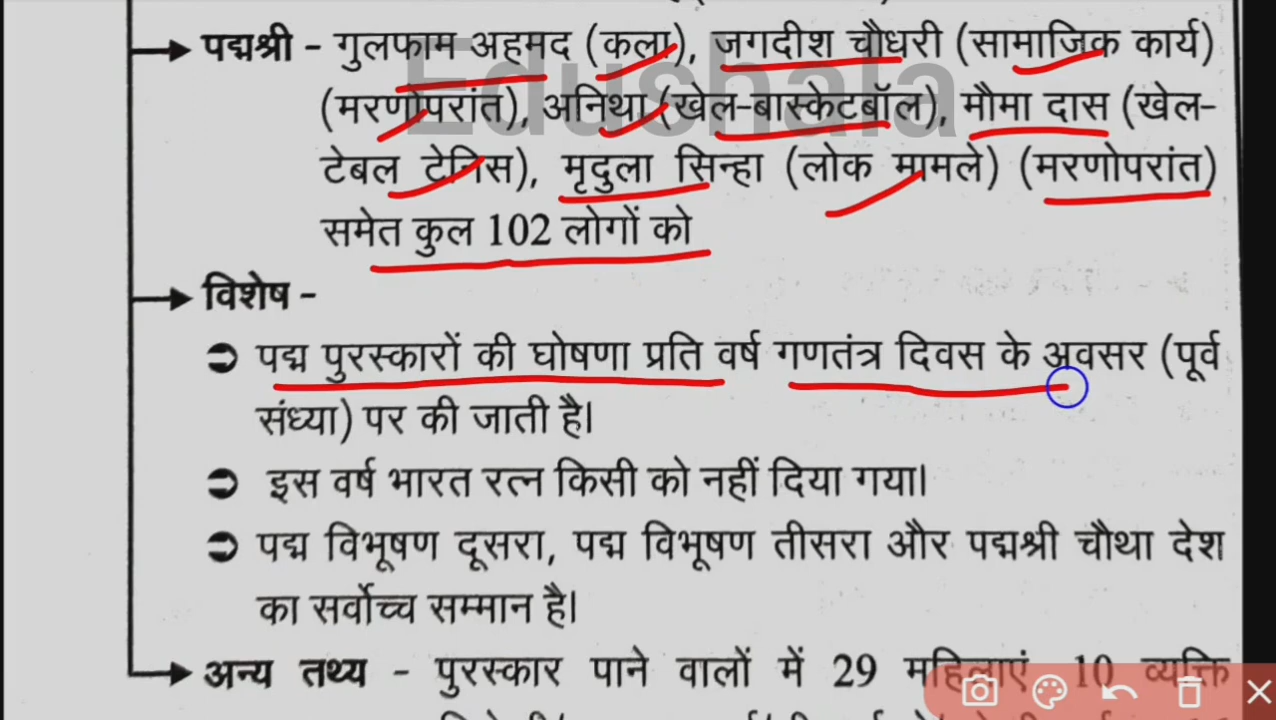 पद्मश्री - गुलफाम अहमद (कला), जगदीश चौधरी (सामाजिक कार्य)
(मरणोपरांत), अनिथा (खेल-बास्केटबॉल), मौमा दास (खेल-
टेबल टेनिस), मृदुला सिन्हा (लोक मामले) (मरणोपरांत)
समेत कुल 102 लोगों को
Edushala
विशेष -
पद्म पुरस्कारों की घोषणा प्रति वर्ष गणतंत्र दिवस के अवसर (पूर्व
संध्या) पर की जाती है।
इस वर्ष भारत रत्न किसी को नहीं दिया गया।
पद्म विभूषण दूसरा, पद्म विभूषण तीसरा और पद्मश्री चौथा देश
का सर्वोच्च सम्मान है।
अन्य तथ्य - पुरस्कार पाने वालों में 29 महिलाएं 10 व्यक्ति